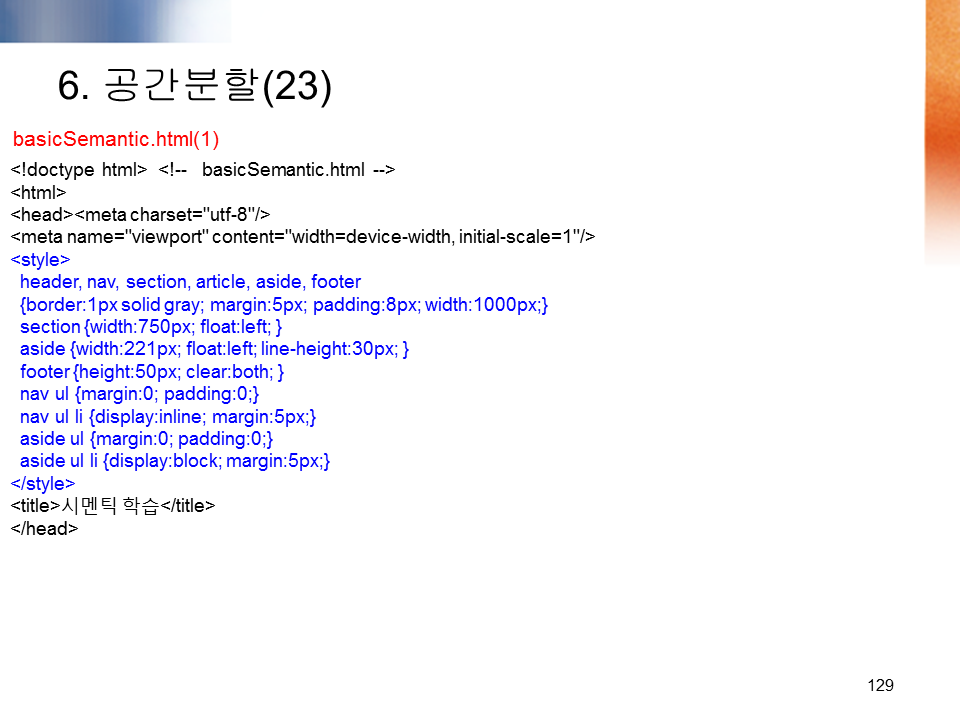 6. 공간분할(23)
basicSemantic.html(1)
<!doctype html> <!-- basicSemantic.html -->
<html>
<head><meta charset="utf-8"/>
<meta name="viewport" content="width=device-width, initial-scale=1"/>
<style>
header, nav, section, article, aside, footer
{border:1px solid gray; margin:5px; padding:8px; width:1000px;}
section {width:750px; float:left; }
aside {width:221px; float:left; line-height:30px; }
footer {height:50px; clear:both; }
nav ul {margin:0; padding:0;}
nav ul li {display:inline; margin:5px;}
aside ul {margin:0; padding:0;}
aside ul li {display:block; margin:5px;}
</style>
<title>시멘틱 학습</title>
</head>
129